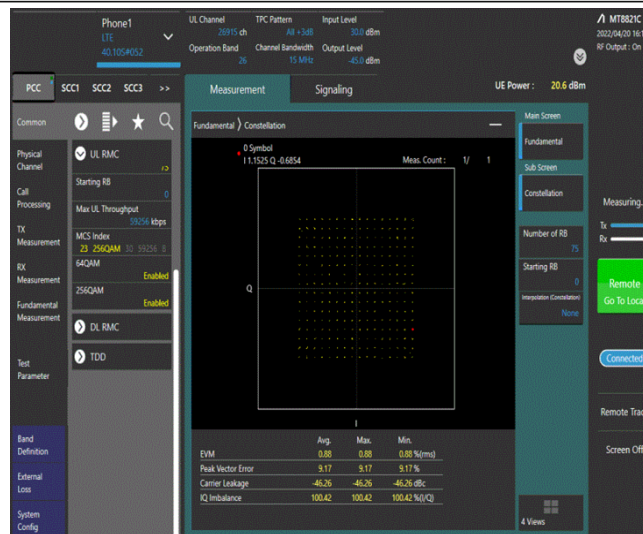 Phone1
LTE
40.105#052
UL Channel TPC Pattern Input Level
26915 ch All +3dB 30.0 dBm
Operation Band Channel Bandwidth Output Level
26 15 MHz -45.0 dBm
MT8821C
2022/04/20 16:1
RF Output : On
PCC SCC1 SCC2 SCC3 >>
Measurement Signaling UE Power : 20.6 dBm
Common
Physical
Channel
Call
Processing
TX
Measurement
RX
Measurement
Fundamental
Measurement
Test
Parameter
Band
Definition
External
Loss
System
Config
UL RMC
75
Starting RB
0
Max UL Throughput
59256 kbps
MCS Index
23 256QAM 30 59256 8
64QAM
Enabled
256QAM
Enabled
DL RMC
TDD
Fundamental Constellation
0 Symbol
I 1.1525 Q -0.6854 Meas. Count : 1/ 1
Q
I
Avg. Max. Min.
EVM 0.88 0.88 0.88 %(rms)
Peak Vector Error 9.17 9.17 9.17 %
Carrier Leakage -46.26 -46.26 -46.26 dBc
IQ Imbalance 100.42 100.42 100.42 %(I/Q)
Main Screen
Fundamental
Sub Screen
Constellation
Number of RB
75
Starting RB
0
Interpolation (Constellation)
None
4 Views
Measuring.
Tx
Rx
Remote
Go To Loca
Connected
Remote Trac
Screen Off